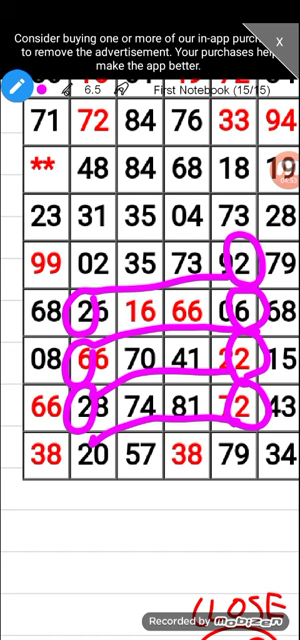 Consider buying one or more of our in-app
to remove the advertisement. Your purchases
make the app better.
X
6.5 First Notebook (15/15)
71 72 84 76 33 94
** 48 84 68 18 19
23 31 35 04 73 28
99 02 35 73 92 79
68 26 16 66 06 68
08 66 70 41 22 15
66 28 74 81 72 43
38 20 57 38 79 34
CLOSE
Recorded by mobizen